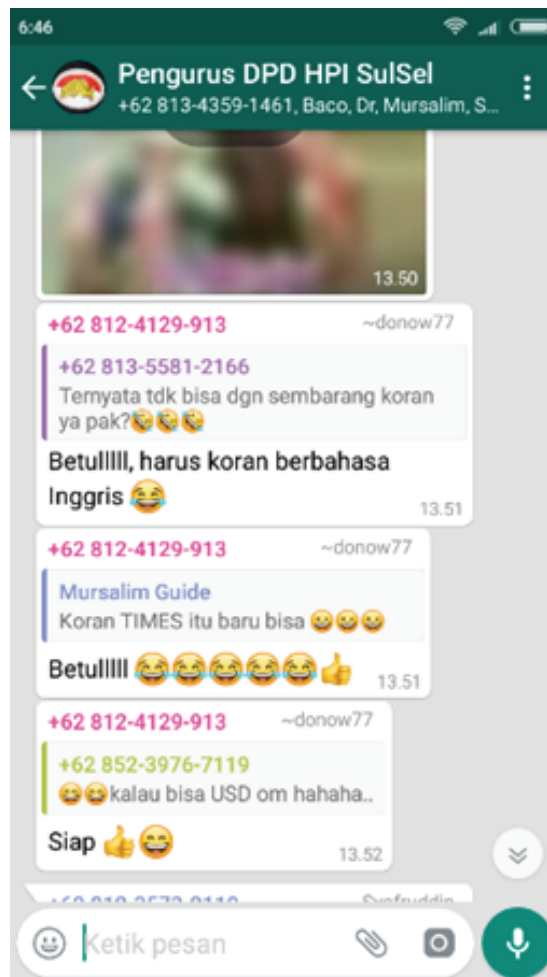 6:46
Pengurus DPD HPI SulSel
+62 813-4359-1461, Baco, Dr, Mursalim, S...
13.50
+62 812-4129-913 ~donow77
+62 813-5581-2166
Ternyata tdk bisa dgn sembarang koran
ya pak?🤣🤣🤣
Betulllll, harus koran berbahasa
Inggris 😂
13.51
+62 812-4129-913 ~donow77
Mursalim Guide
Koran TIMES itu baru bisa 😀😀😀
Betulllll 😂😂😂😂😂👍 13.51
+62 812-4129-913 ~donow77
+62 852-3976-7119
😄😄kalau bisa USD om hahaha..
Siap 👍😄
13.52
Ketik pesan